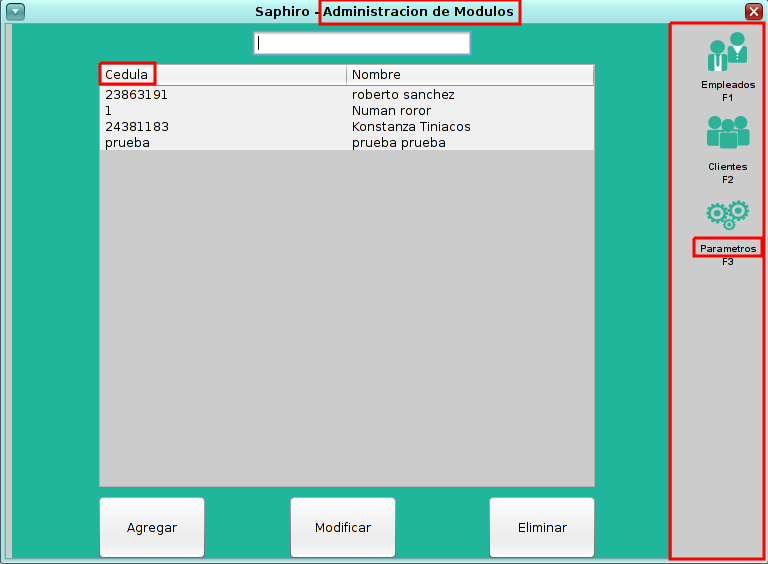 Saphiro - Administracion de Modulos
Cedula Nombre
23863191 roberto sanchez
1 Numan roror
24381183 Konstanza Tiniacos
prueba prueba prueba
Agregar Modificar Eliminar
Empleados
F1
Clientes
F2
Parametros
F3